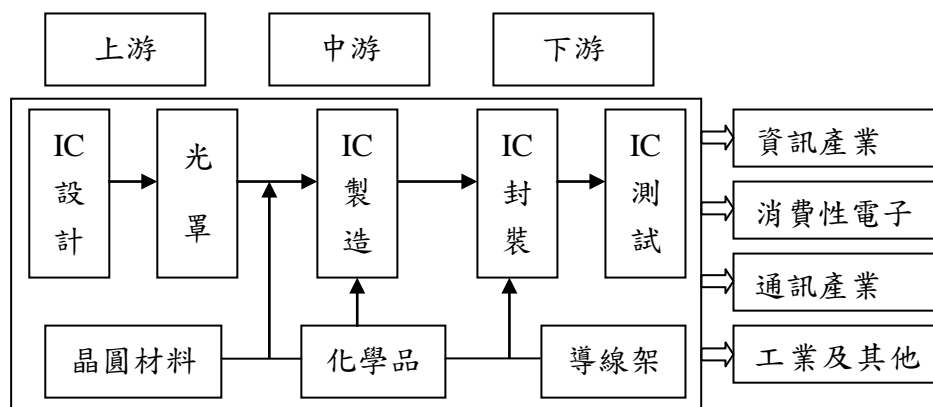 上游
中游
下游
IC
設
計
光
罩
IC
製
造
IC
封
裝
IC
測
試
資訊產業
消費性電子
通訊產業
工業及其他
晶圓材料
化學品
導線架